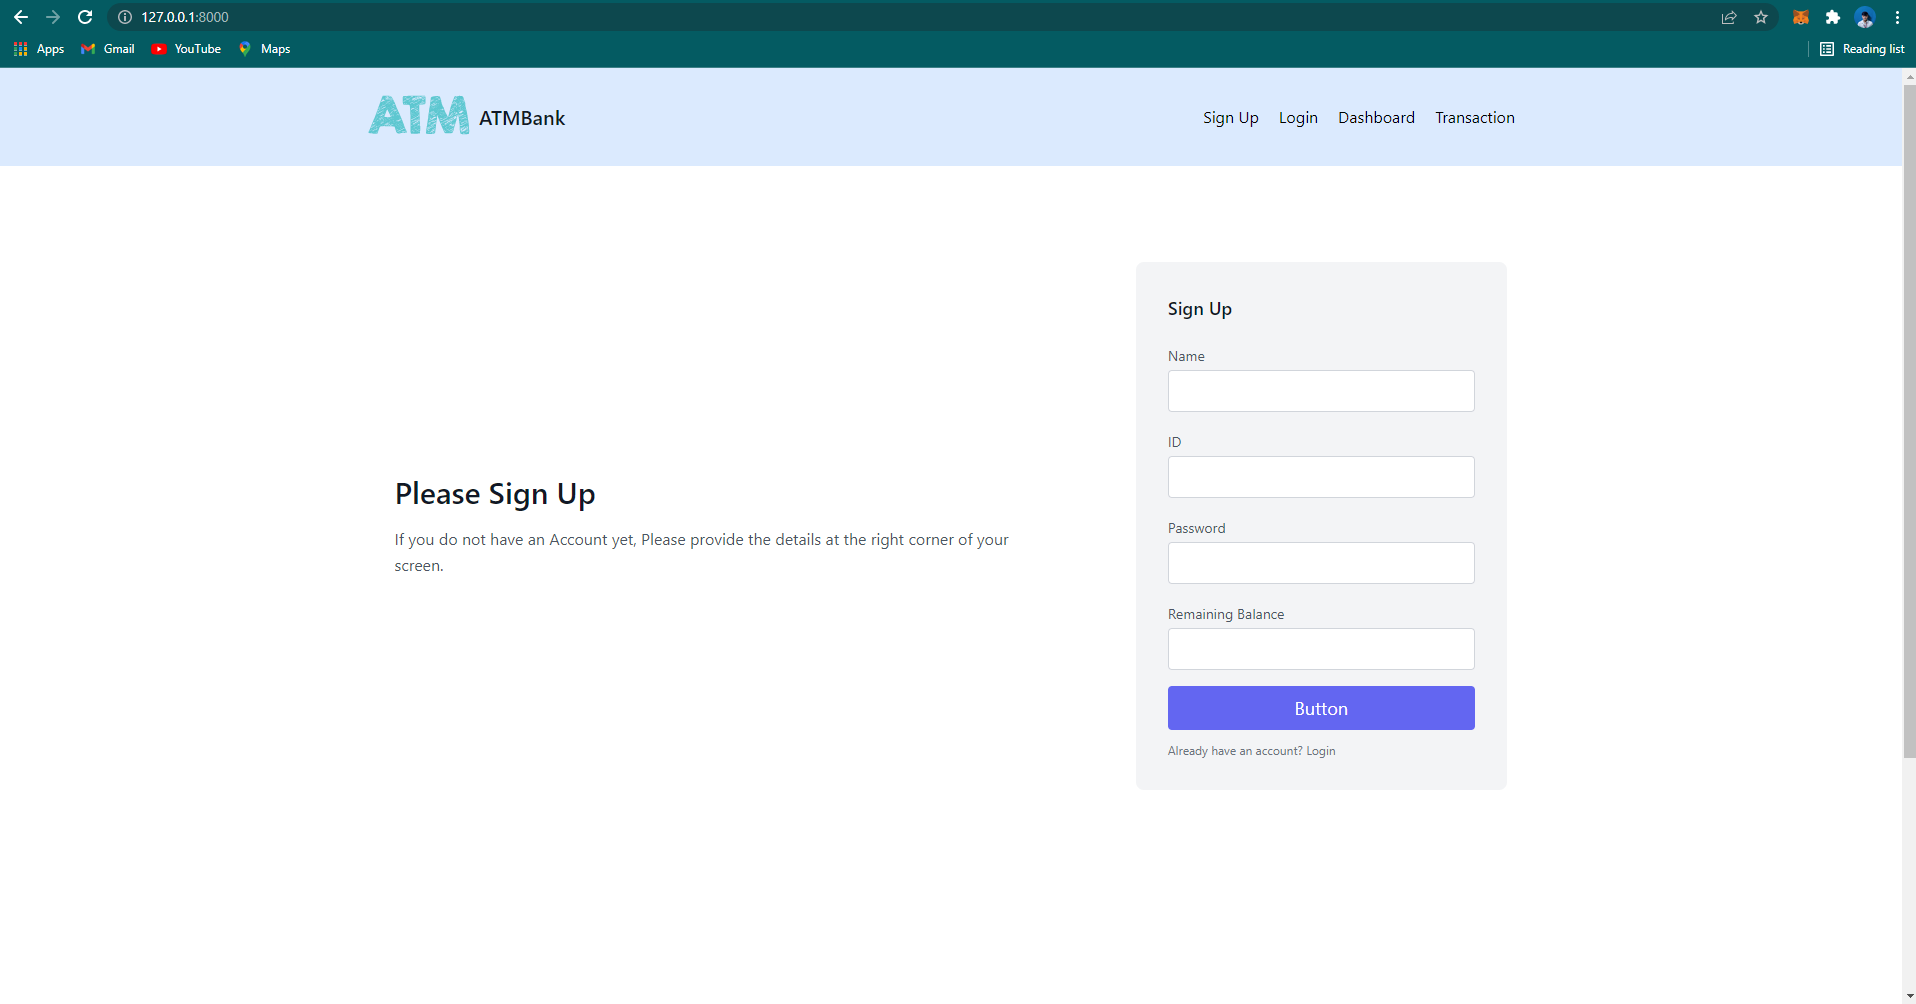 127.0.0.1:8000
Apps Gmail YouTube Maps Reading list
ATM ATMBank Sign Up Login Dashboard Transaction
Sign Up
Name
ID
Password
Remaining Balance
Button
Already have an account? Login
Please Sign Up
If you do not have an Account yet, Please provide the details at the right corner of your
screen.